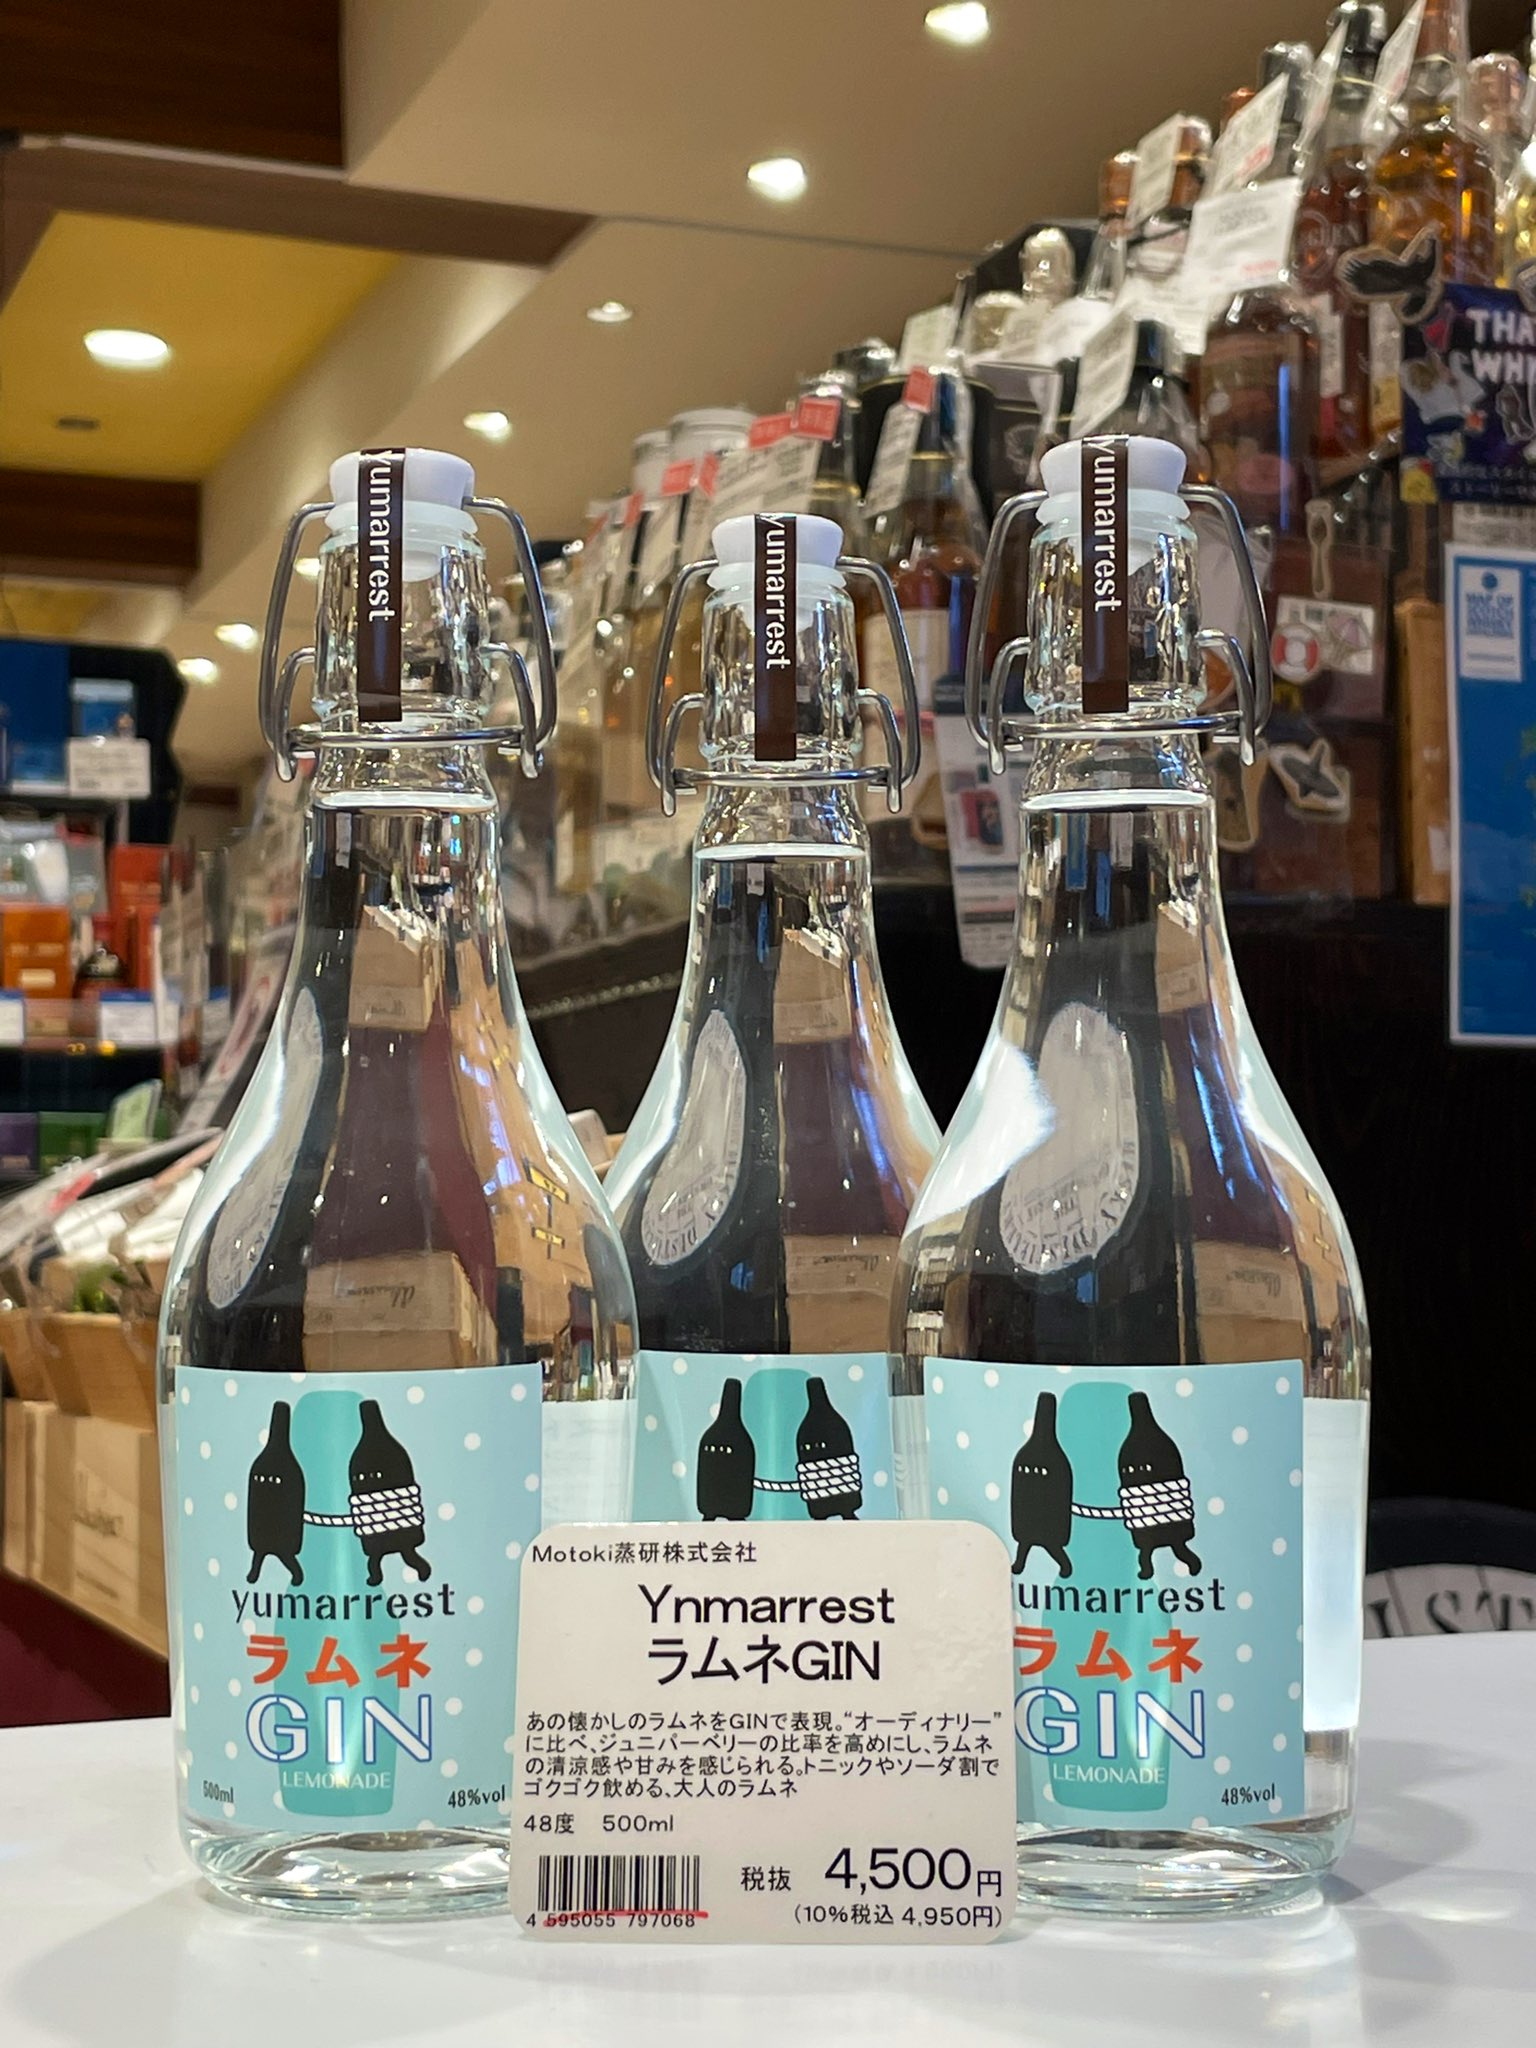 yumarrest
yumarrest
yumarrest
THA
WHI
MAP OF
yumarrest
ラムネ
GIN
LEMONADE
500ml
48%vol
yumarrest
ラムネ
GIN
LEMONADE
48%vol
Motoki蒸研株式会社
Ynmarrest
ラムネGIN
あの懐かしのラムネをGINで表現。“オーディナリー”
に比べ、ジュニパーベリーの比率を高めにし、ラムネ
の清涼感や甘みを感じられる。トニックやソーダ割で
ゴクゴク飲める、大人のラムネ
48度 500ml
税抜 4,500円
(10%税込 4,950円)
4 595055 797068